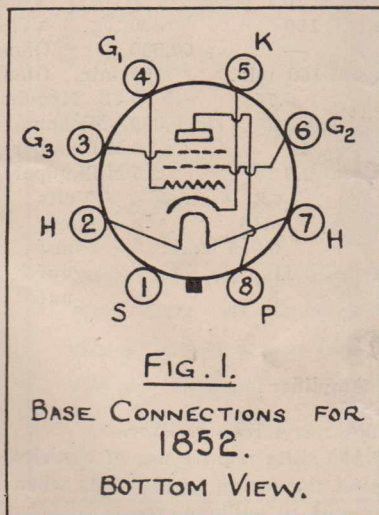 G₁ K
4 5
G₃ 3 6 G₂
H 2 7 H
1 8
S P
FIG. 1.
BASE CONNECTIONS FOR
1852.
BOTTOM VIEW.